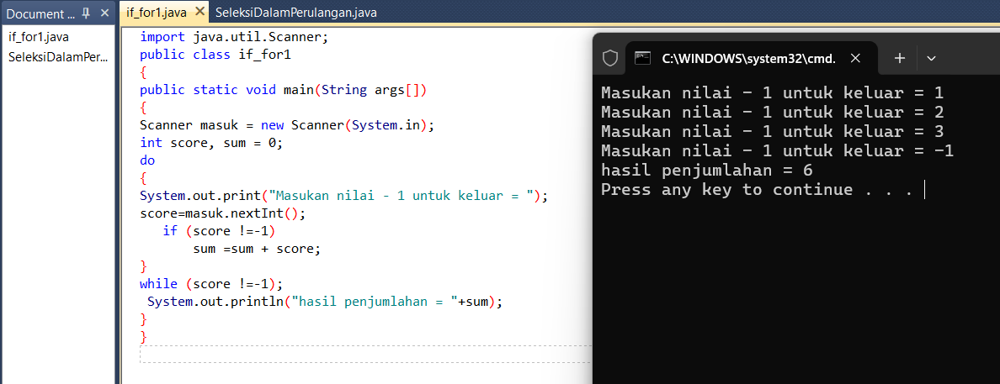 Document ...
if_for1.java
SeleksiDalamPer...
if_for1.java SeleksiDalamPerulangan.java
import java.util.Scanner;
public class if_for1
{
public static void main(String args[])
{
Scanner masuk = new Scanner(System.in);
int score, sum = 0;
do
{
System.out.print("Masukan nilai - 1 untuk keluar = ");
score=masuk.nextInt();
if (score !=-1)
sum =sum + score;
}
while (score !=-1);
System.out.println("hasil penjumlahan = "+sum);
}
}
C:\WINDOWS\system32\cmd.
Masukan nilai - 1 untuk keluar = 1
Masukan nilai - 1 untuk keluar = 2
Masukan nilai - 1 untuk keluar = 3
Masukan nilai - 1 untuk keluar = -1
hasil penjumlahan = 6
Press any key to continue . . .